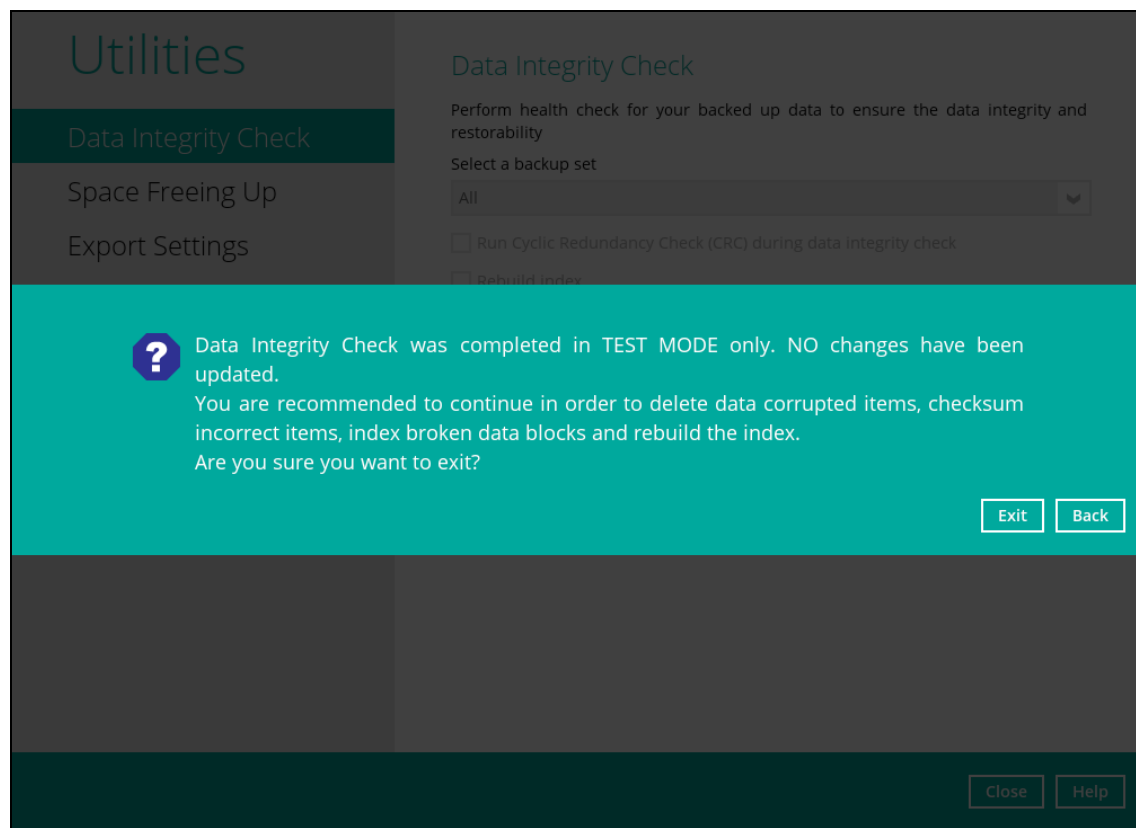 Utilities
Data Integrity Check
Space Freeing Up
Export Settings
Data Integrity Check
Perform health check for your backed up data to ensure the data integrity and
restorability
Select a backup set
All
Run Cyclic Redundancy Check (CRC) during data integrity check
Rebuild index
?
Data Integrity Check was completed in TEST MODE only. NO changes have been
updated.
You are recommended to continue in order to delete data corrupted items, checksum
incorrect items, index broken data blocks and rebuild the index.
Are you sure you want to exit?
Exit Back
Close Help